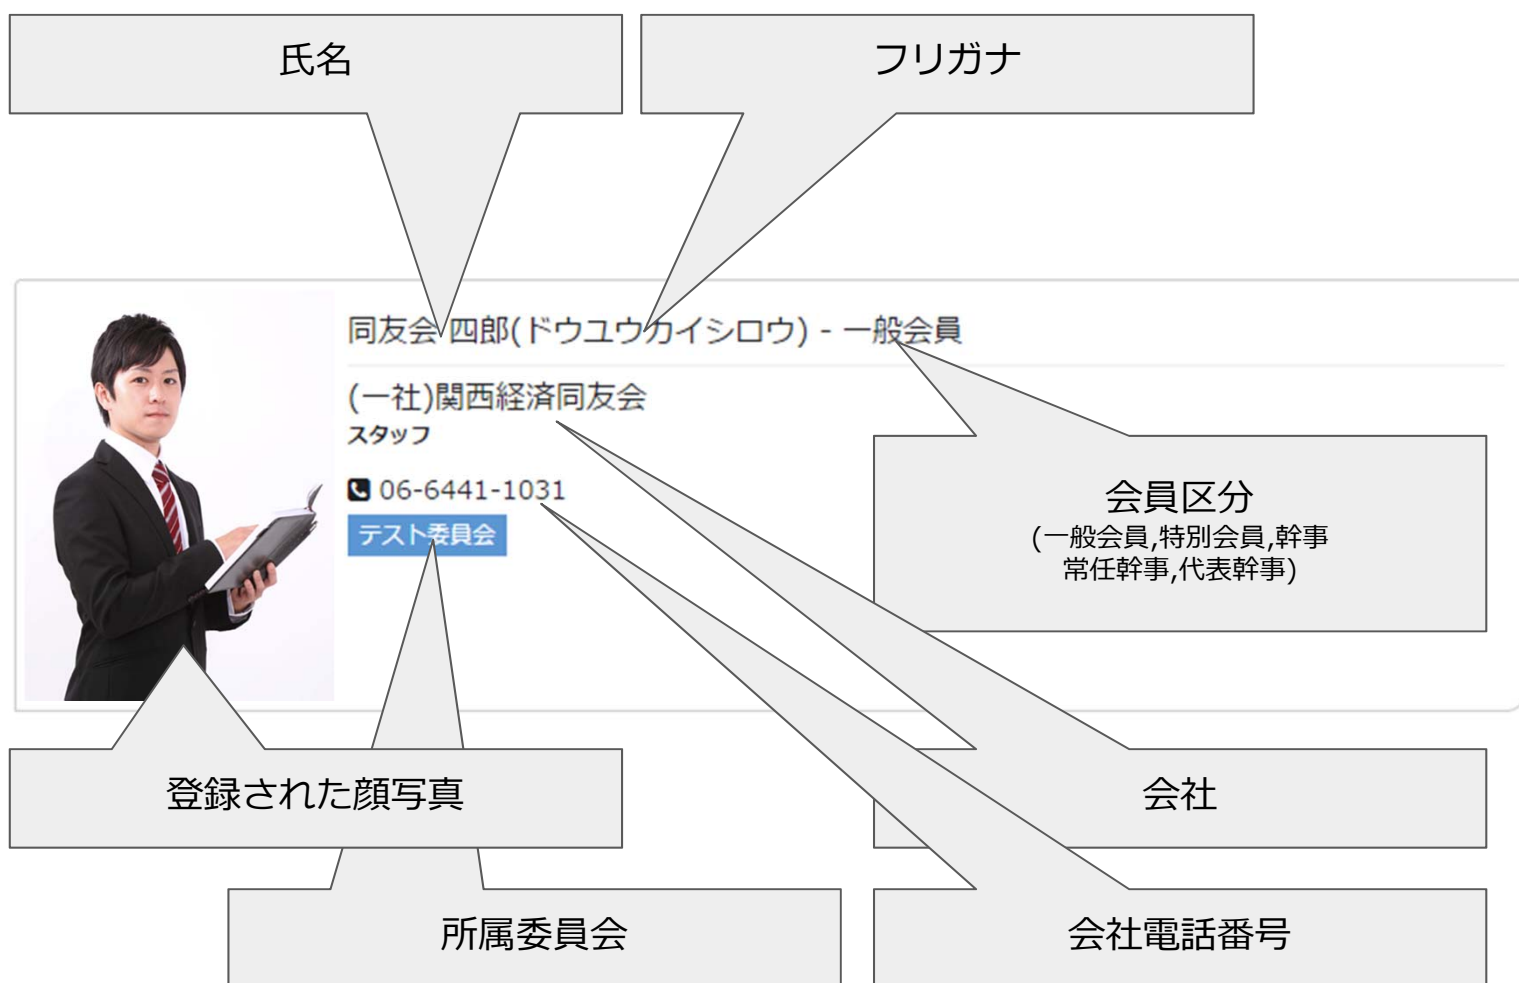 氏名
フリガナ
同友会 四郎(ドウユウカイシロウ) - 一般会員
(一社)関西経済同友会
スタッフ
06-6441-1031
テスト委員会
会員区分
(一般会員,特別会員,幹事
常任幹事,代表幹事)
登録された顔写真
会社
所属委員会
会社電話番号